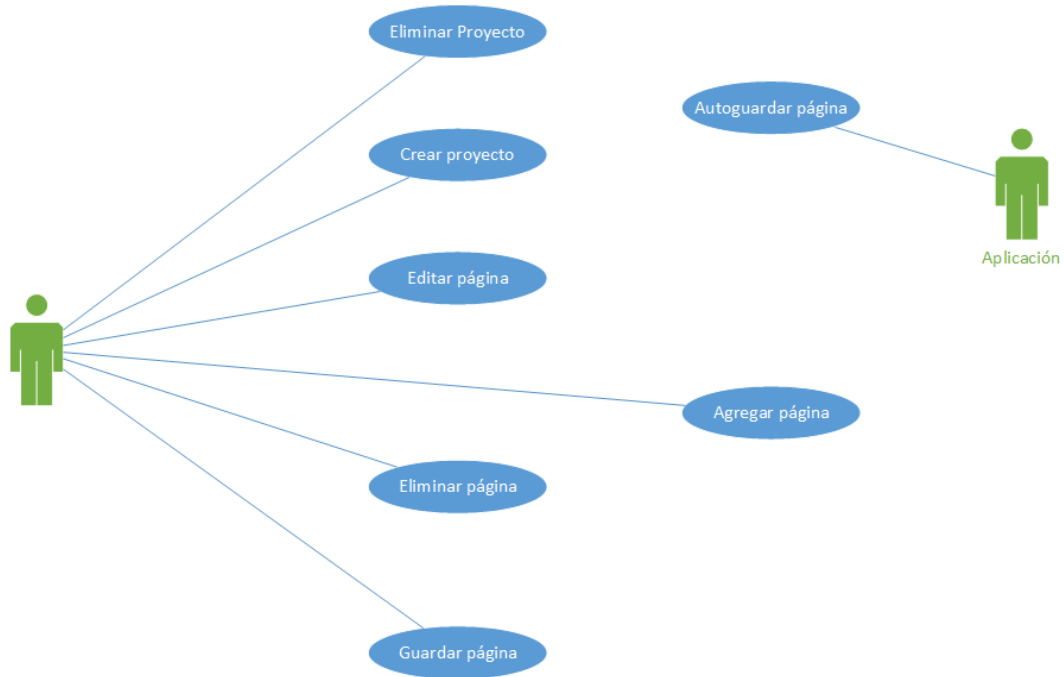 Eliminar Proyecto
Autoguardar página
Crear proyecto
Aplicación
Editar página
Agregar página
Eliminar página
Guardar página